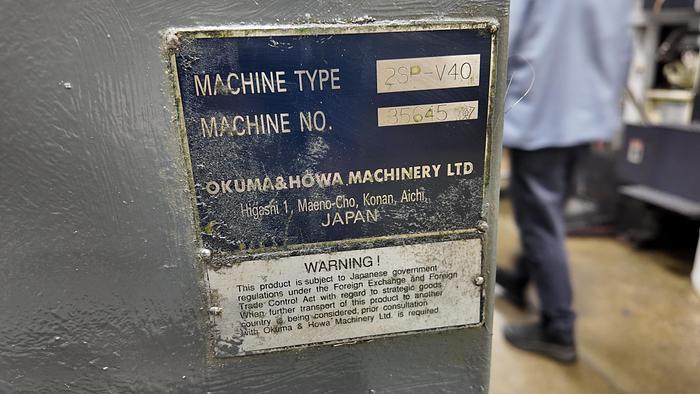 MACHINE TYPE 2SP-V40
MACHINE NO. 35645
OKUMA&HOWA MACHINERY LTD
Higashi 1, Maeno-Cho, Konan, Aichi,
JAPAN
WARNING!
This product is subject to Japanese government
regulations under the Foreign Exchange and Foreign
Trade Control Act with regard to strategic goods
When further transport of this product to another
country is being considered, prior consultation
with Okuma & Howa Machinery Ltd. is required